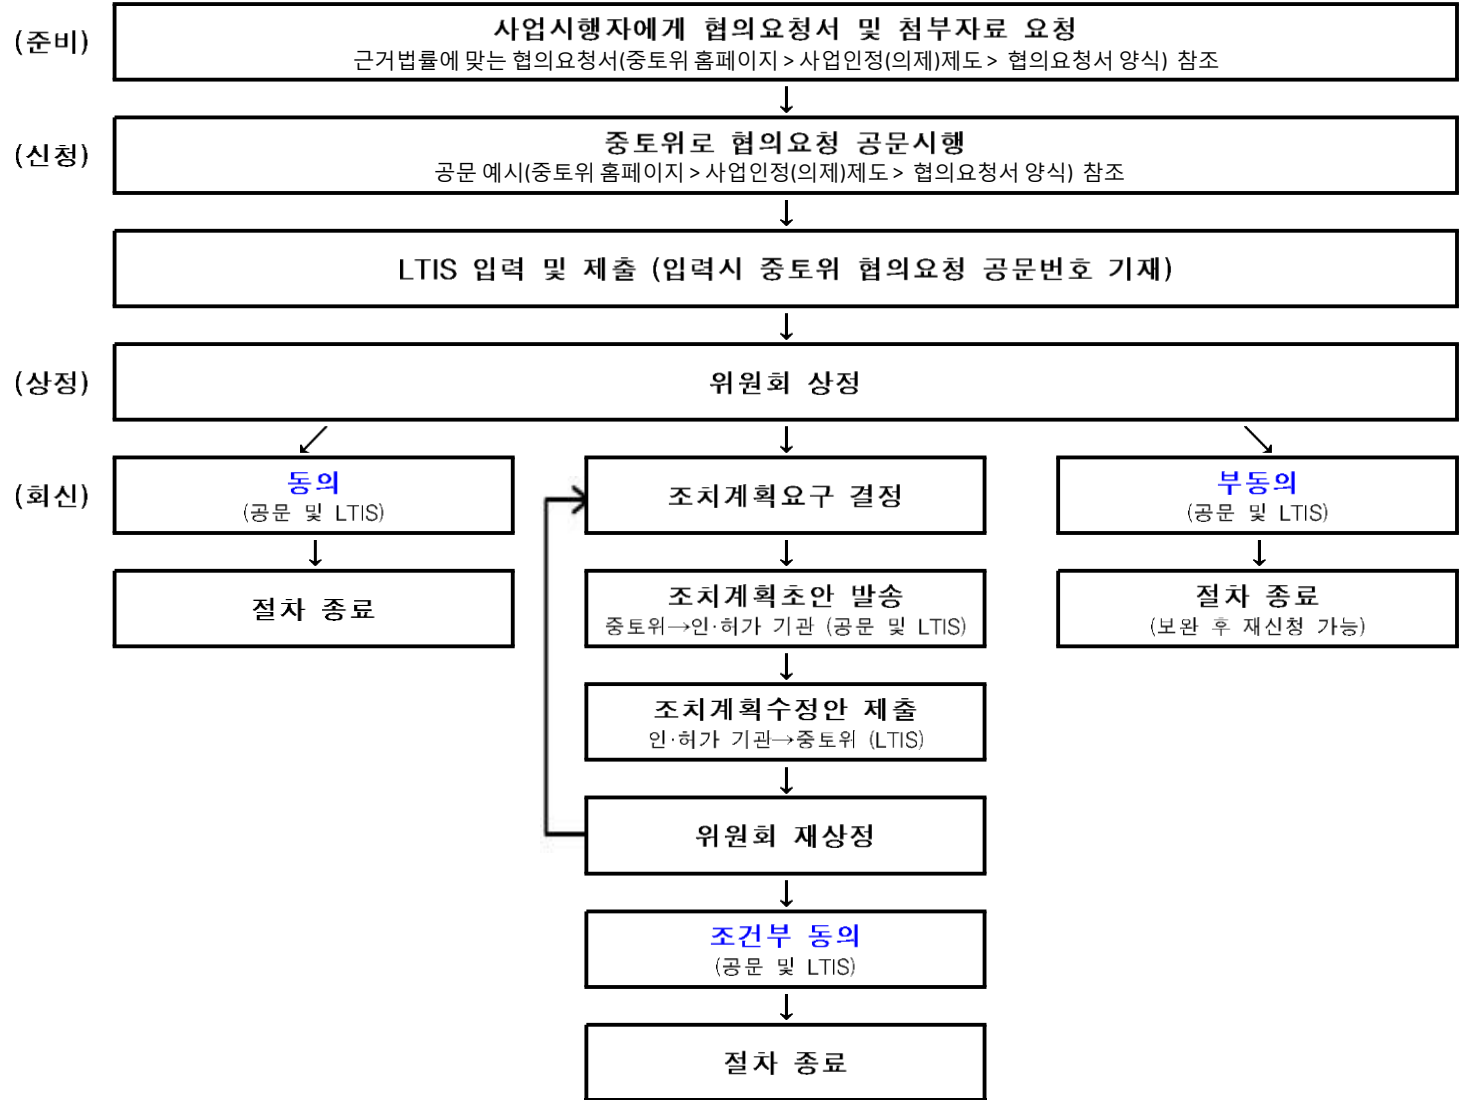 (준비)
사업시행자에게 협의요청서 및 첨부자료 요청
근거법률에 맞는 협의요청서(중토위 홈페이지 > 사업인정(의제)제도 > 협의요청서 양식) 참조
(신청)
중토위로 협의요청 공문시행
공문 예시(중토위 홈페이지 > 사업인정(의제)제도 > 협의요청서 양식) 참조
LTIS 입력 및 제출 (입력시 중토위 협의요청 공문번호 기재)
(상정)
위원회 상정
(회신)
동의
(공문 및 LTIS)
조치계획요구 결정
부동의
(공문 및 LTIS)
절차 종료
조치계획초안 발송
중토위→인·허가 기관 (공문 및 LTIS)
절차 종료
(보완 후 재신청 가능)
조치계획수정안 제출
인·허가 기관→중토위 (LTIS)
위원회 재상정
조건부 동의
(공문 및 LTIS)
절차 종료